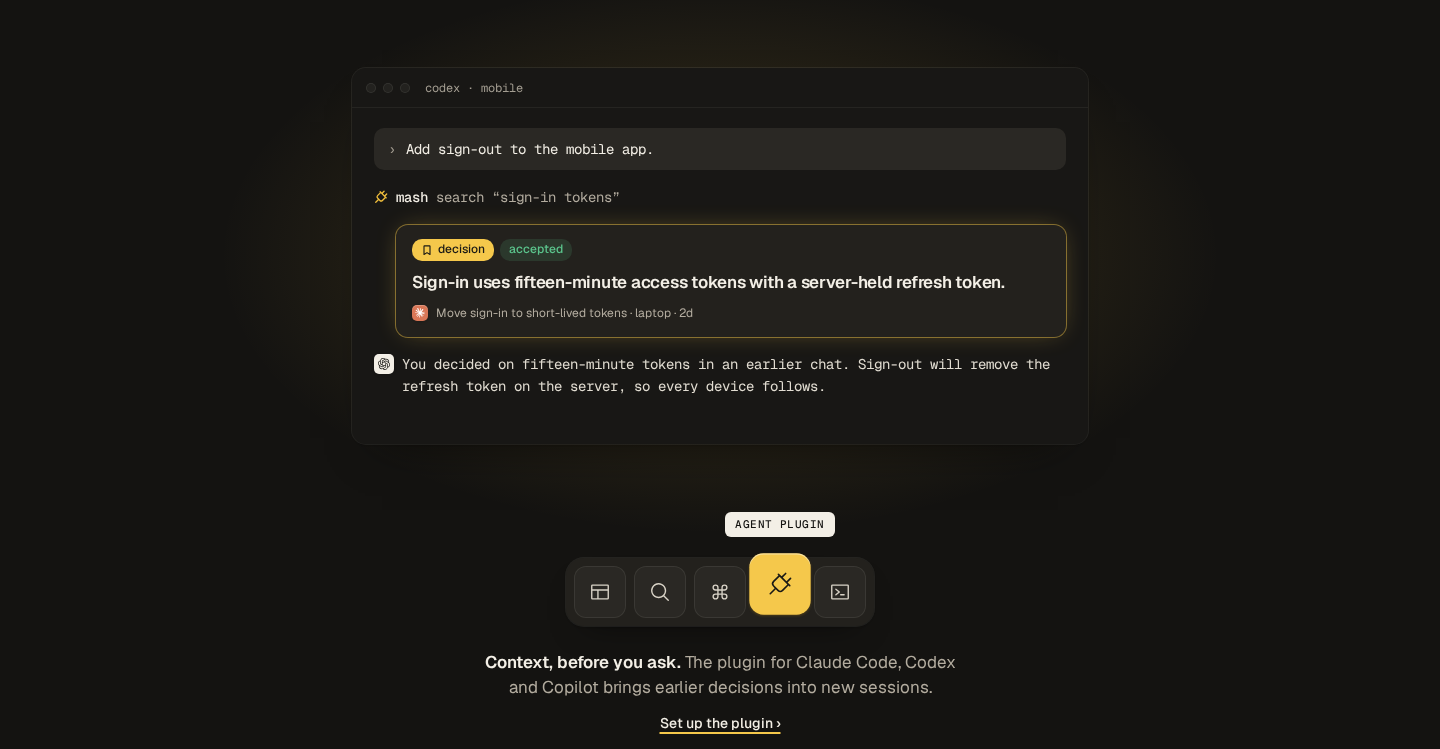 codex · mobile
› Add sign-out to the mobile app.
mash search “sign-in tokens”
decision accepted
Sign-in uses fifteen-minute access tokens with a server-held refresh token.
Move sign-in to short-lived tokens · laptop · 2d
You decided on fifteen-minute tokens in an earlier chat. Sign-out will remove the
refresh token on the server, so every device follows.
AGENT PLUGIN
Context, before you ask. The plugin for Claude Code, Codex
and Copilot brings earlier decisions into new sessions.
Set up the plugin ›